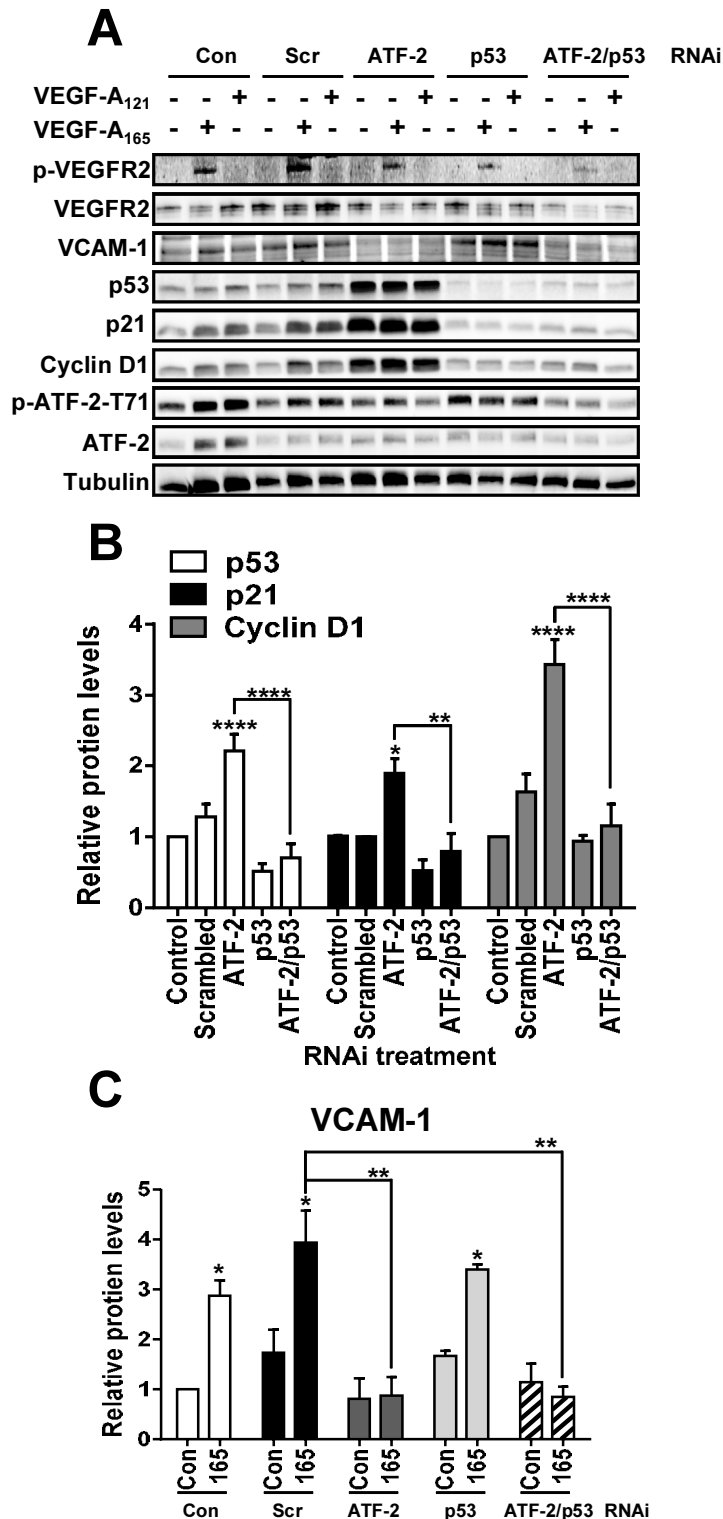 A
Con Scr ATF-2 p53 ATF-2/p53 RNAi
VEGF-A121 - - + - - + - - + - - + - - +
VEGF-A165 - + - - + - - + - - + - - + -
p-VEGFR2
VEGFR2
VCAM-1
p53
p21
Cyclin D1
p-ATF-2-T71
ATF-2
Tubulin
B
p53
p21
Cyclin D1
Relative protien levels
4
3
2
1
0
**** ****
* **
**** ****
Control Scrambled ATF-2 p53 ATF-2/p53 Control Scrambled ATF-2 p53 ATF-2/p53 Control Scrambled ATF-2 p53 ATF-2/p53
RNAi treatment
C
VCAM-1
Relative protien levels
5
4
3
2
1
0
* * ** * **
Con 165 Con 165 Con 165 Con 165 Con 165
Con Scr ATF-2 p53 ATF-2/p53 RNAi